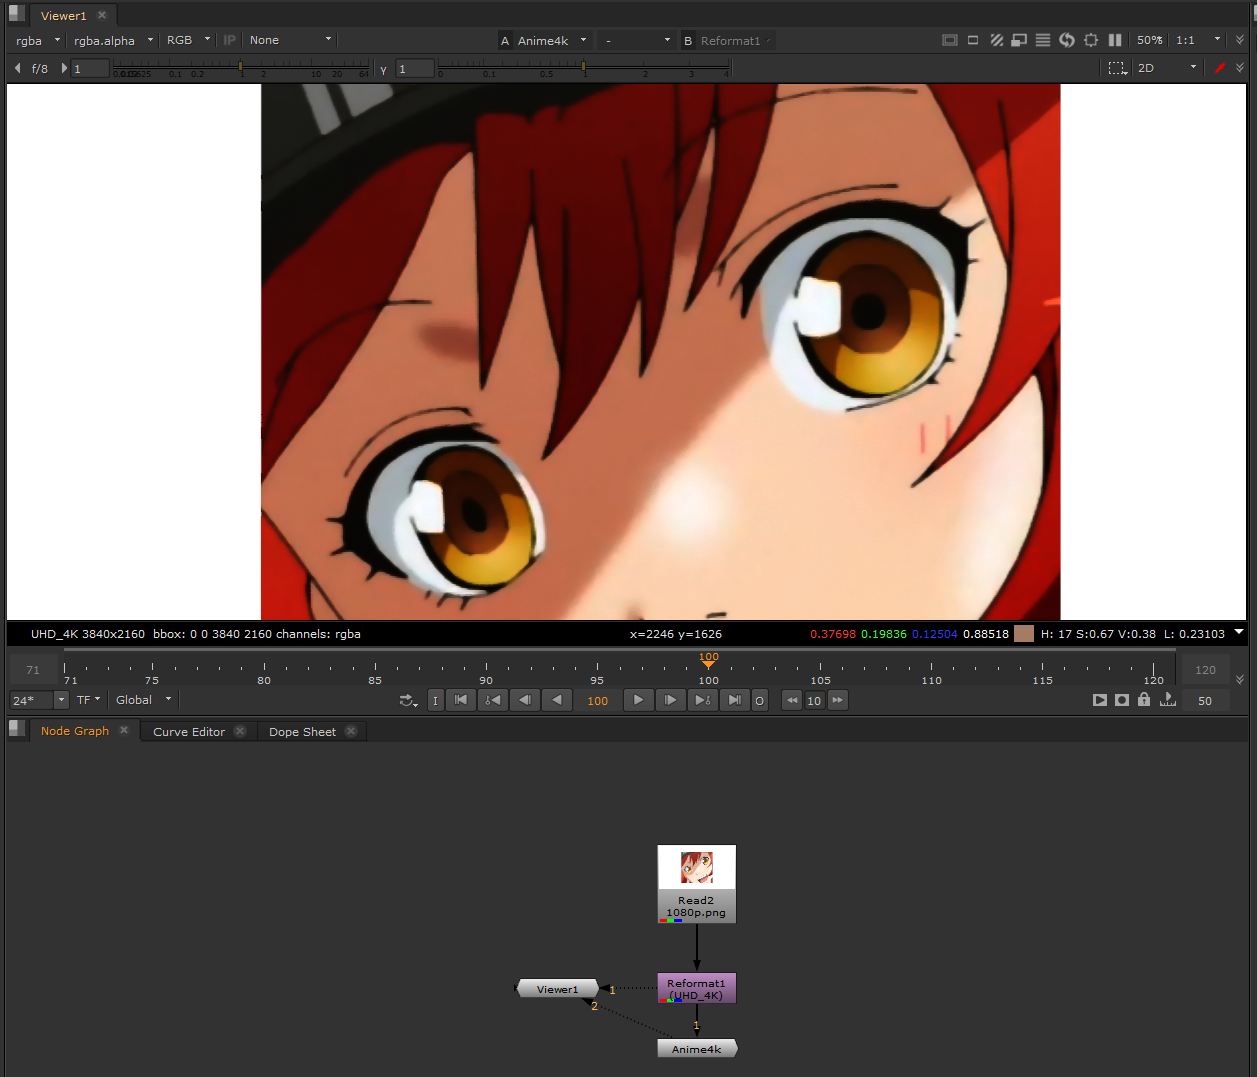 Viewer1
rgba rgba.alpha RGB IP None A Anime4k - B Reformat1 - 50% 1:1
f/8 1 0.1 0.2 1 2 10 20 64 y 1 0 0.1 0.5 1 2 3 4 2D
UHD_4K 3840x2160 bbox: 0 0 3840 2160 channels: rgba x=2246 y=1626 0.37698 0.19836 0.12504 0.88518 H: 17 S:0.67 V:0.38 L: 0.23103
100
71 71 75 80 85 90 95 100 105 110 115 120 120
24* TF Global I 100 O 10 50
Node Graph Curve Editor Dope Sheet
Read2
1080p.png
Reformat1
(UHD_4K)
Viewer1
1
2
1
Anime4k